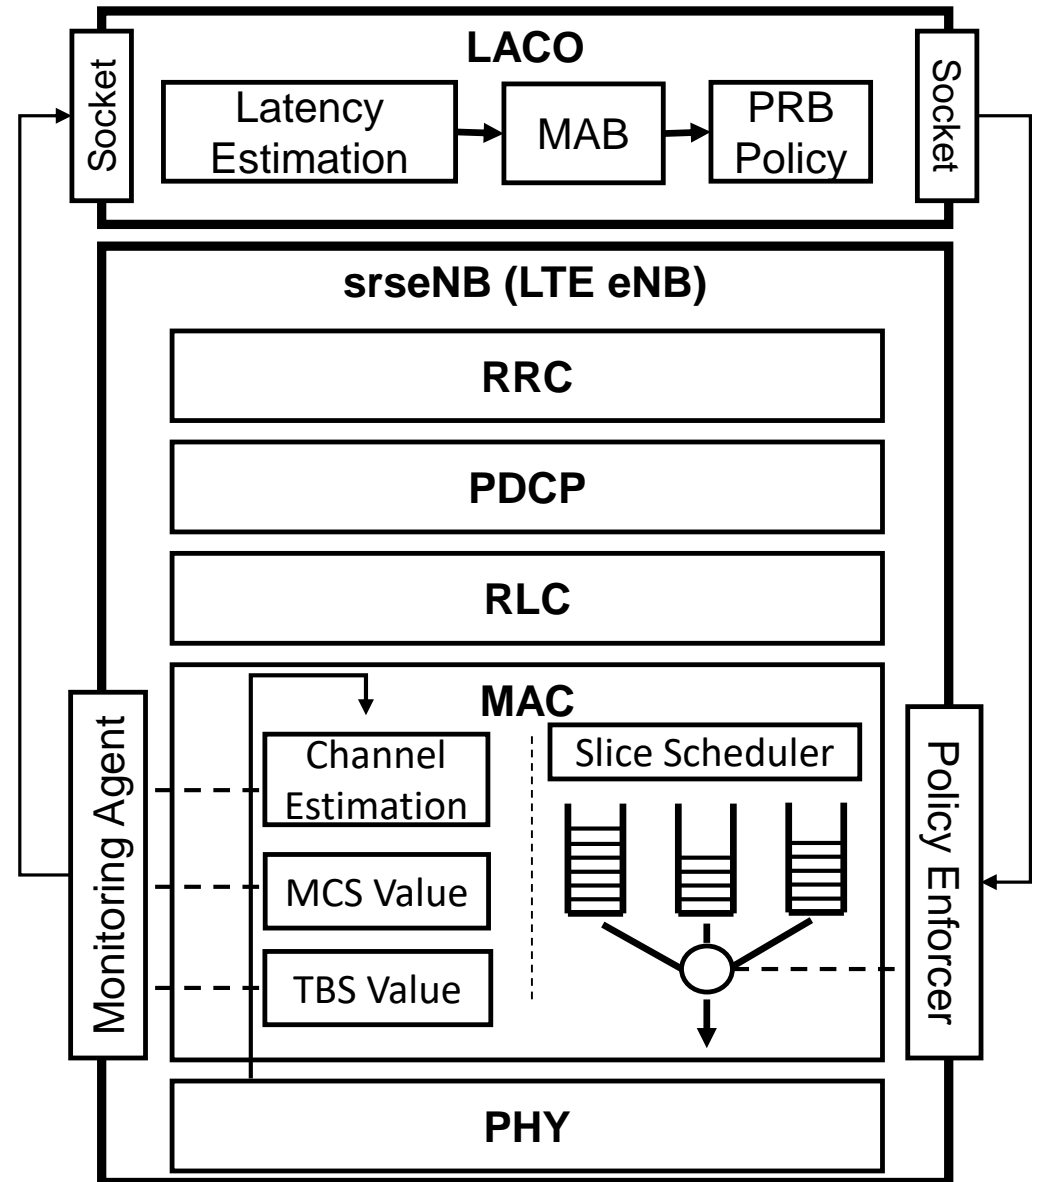 LACO
Socket
Latency
Estimation
MAB
PRB
Policy
Socket
srseNB (LTE eNB)
RRC
PDCP
RLC
MAC
Monitoring Agent
Channel
Estimation
MCS Value
TBS Value
Slice Scheduler
Policy Enforcer
PHY